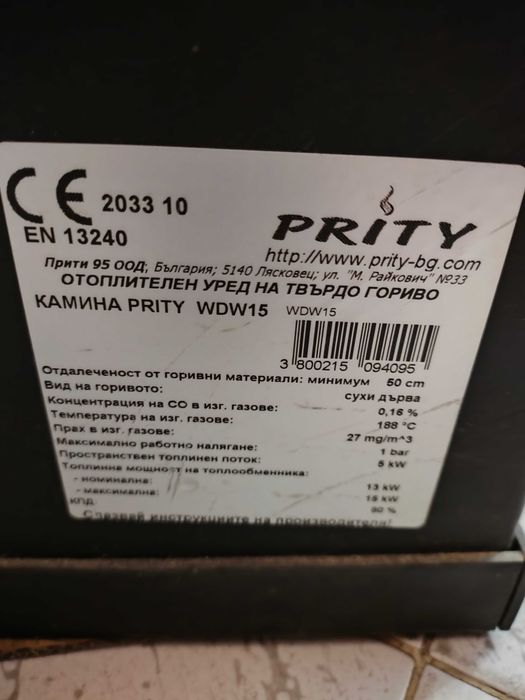 CE 2033 10
EN 13240
PRITY
http://www.prity-bg.com
Прити 95 ООД, България; 5140 Лясковец; ул. "М. Райкович" №33
ОТОПЛИТЕЛЕН УРЕД НА ТВЪРДО ГОРИВО
КАМИНА PRITY WDW15 WDW15
3 800215 094095
Отдалеченост от горивни материали: минимум 50 cm
Вид на горивото: сухи дърва
Концентрация на CO в изг. газове: 0,16 %
Температура на изг. газове: 188 °C
Прах в изг. газове: 27 mg/m^3
Максимално работно налягане: 1 bar
Пространствен топлинен поток: 5 kW
Топлинна мощност на топлообменника:
- номинална: 13 kW
- максимална: 15 kW
КПД 80 %
Следвай инструкциите на производителя!